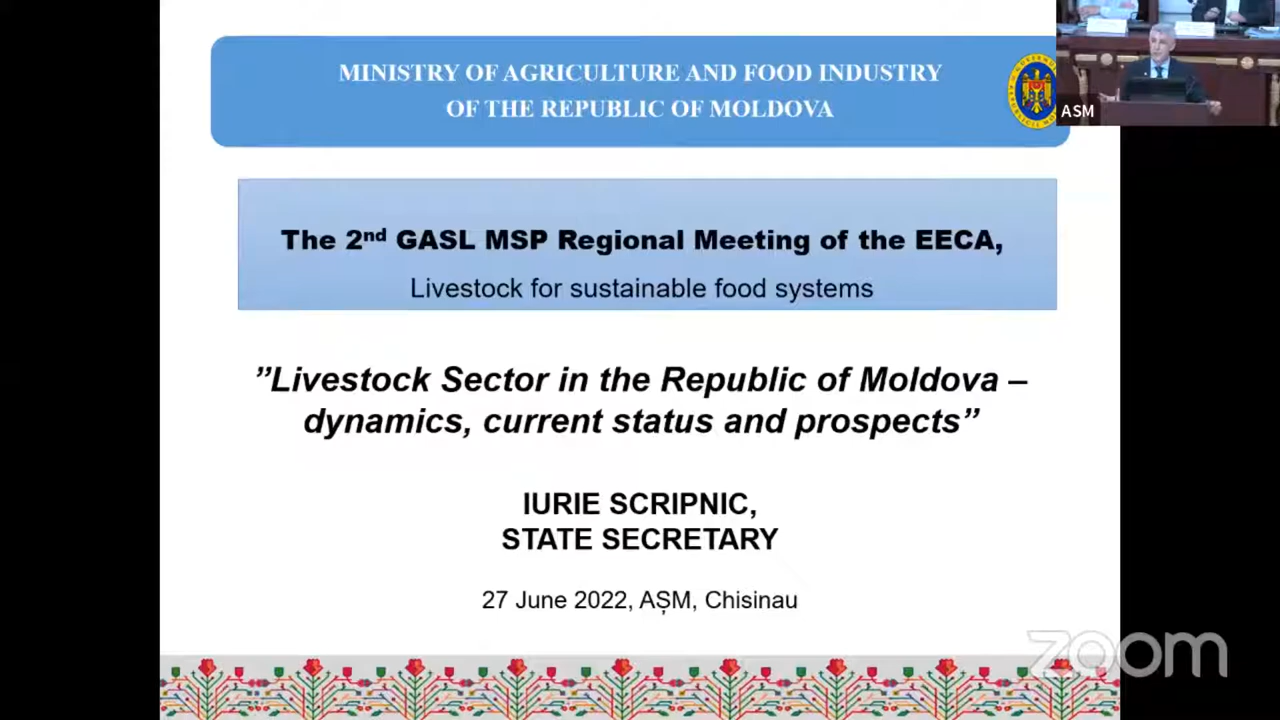 MINISTRY OF AGRICULTURE AND FOOD INDUSTRY
OF THE REPUBLIC OF MOLDOVA
ASM
The 2nd GASL MSP Regional Meeting of the EECA,
Livestock for sustainable food systems
”Livestock Sector in the Republic of Moldova –
dynamics, current status and prospects”
IURIE SCRIPNIC,
STATE SECRETARY
27 June 2022, AȘM, Chisinau
zoom